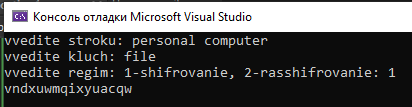 Консоль отладки Microsoft Visual Studio
vvedite stroku: personal computer
vvedite kluch: file
vvedite regim: 1-shifrovanie, 2-rasshifrovanie: 1
vndxuwmqixyuacqw